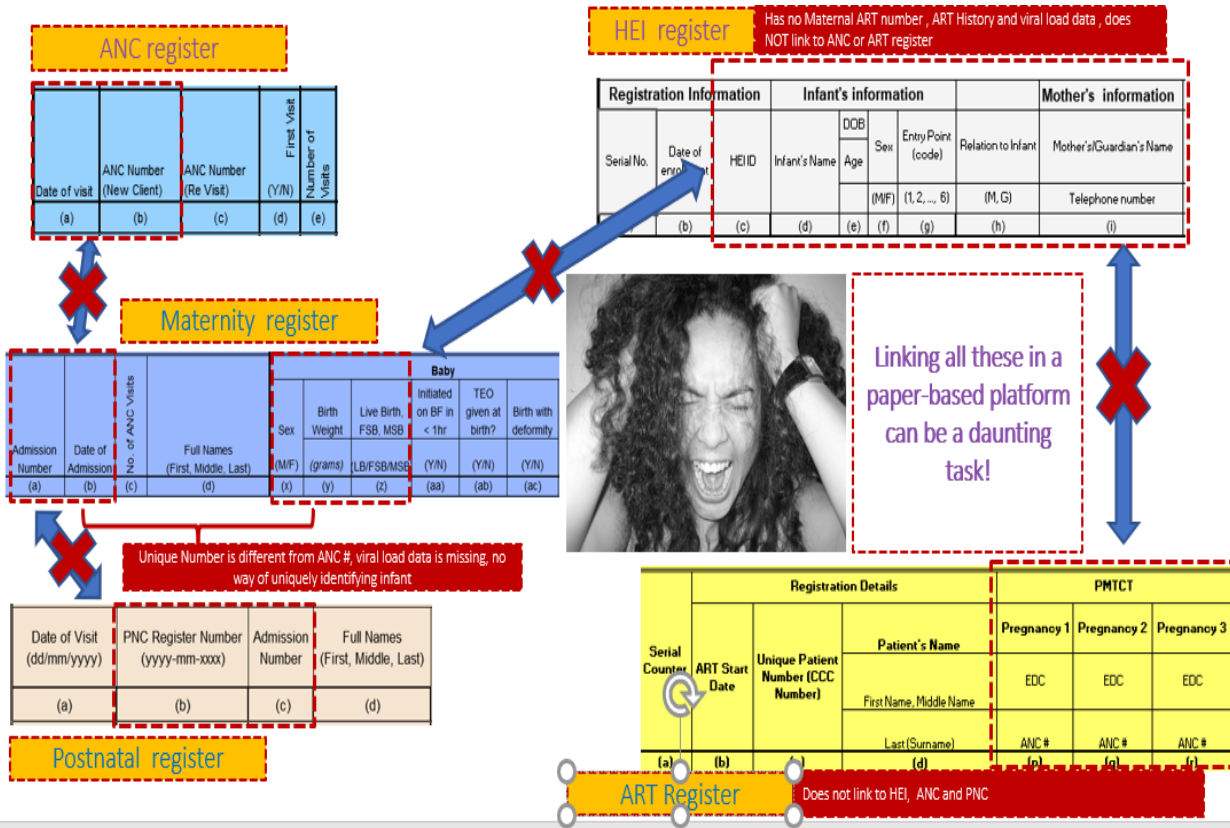 ANC register
Date of visit
ANC Number
(New Client)
ANC Number
(Re Visit)
First Visit
(Y/N)
Number of
Visits
(a)
(b)
(c)
(d)
(e)
HEI register
Has no Maternal ART number , ART History and viral load data , does
NOT link to ANC or ART register
Registration Information
Infant's information
Mother's information
Serial No.
Date of
HEI ID
Infant's Name
DOB
Age
Sex
(M/F)
Entry Point
(code)
(1, 2, ..., 6)
Relation to Infant
(M, G)
Mother's/Guardian's Name
Telephone number
(b)
(c)
(d)
(e)
(f)
(g)
(h)
(i)
Maternity register
Baby
Admission
Number
Date of
Admission
No. of ANC Visits
Full Names
(First, Middle, Last)
Sex
(M/F)
Birth
Weight
(grams)
Live Birth,
FSB, MSB
(LB/FSB/MSB)
Initiated
on BF in
< 1hr
(Y/N)
TEO
given at
birth?
(Y/N)
Birth with
deformity
(Y/N)
(a)
(b)
(c)
(d)
(x)
(y)
(z)
(aa)
(ab)
(ac)
Unique Number is different from ANC #, viral load data is missing, no
way of uniquely identifying infant
Linking all these in a
paper-based platform
can be a daunting
task!
Date of Visit
(dd/mm/yyyy)
PNC Register Number
(yyyy-mm-xxxx)
Admission
Number
Full Names
(First, Middle, Last)
(a)
(b)
(c)
(d)
Postnatal register
Registration Details
PMTCT
Serial
Counter
ART Start
Date
Unique Patient
Number (CCC
Number)
Patient's Name
First Name, Middle Name
Last (Surname)
Pregnancy 1
Pregnancy 2
Pregnancy 3
EDC
EDC
EDC
ANC #
ANC #
ANC #
(a)
(b)
(d)
(p)
(q)
(r)
ART Register
Does not link to HEI, ANC and PNC